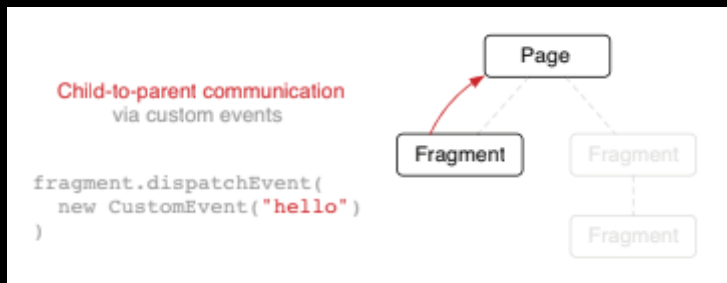 Child-to-parent communication
via custom events
fragment.dispatchEvent(
  new CustomEvent("hello")
)
Page
Fragment
Fragment
Fragment